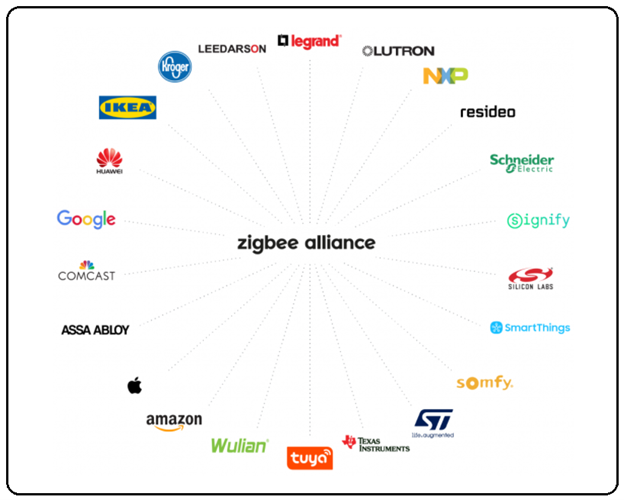 legrand®
LEEDARSON
LUTRON
Kroger
NXP
IKEA
resideo
HUAWEI
Schneider
Electric
Google
Signify
zigbee alliance
COMCAST
SILICON LABS
ASSA ABLOY
SmartThings
somfy.
amazon
ST
life.augmented
Wulian
tuya
TEXAS
INSTRUMENTS